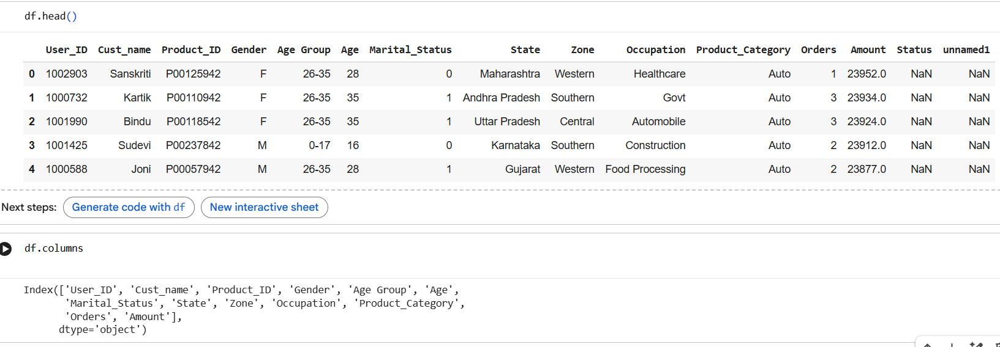 df.head()
User_ID Cust_name Product_ID Gender Age Group Age Marital_Status State Zone Occupation Product_Category Orders Amount Status unnamed1
0 1002903 Sanskriti P00125942 F 26-35 28 0 Maharashtra Western Healthcare Auto 1 23952.0 NaN NaN
1 1000732 Kartik P00110942 F 26-35 35 1 Andhra Pradesh Southern Govt Auto 3 23934.0 NaN NaN
2 1001990 Bindu P00118542 F 26-35 35 1 Uttar Pradesh Central Automobile Auto 3 23924.0 NaN NaN
3 1001425 Sudevi P00237842 M 0-17 16 0 Karnataka Southern Construction Auto 2 23912.0 NaN NaN
4 1000588 Joni P00057942 M 26-35 28 1 Gujarat Western Food Processing Auto 2 23877.0 NaN NaN
Next steps: Generate code with df New interactive sheet
df.columns
Index(['User_ID', 'Cust_name', 'Product_ID', 'Gender', 'Age Group', 'Age',
'Marital_Status', 'State', 'Zone', 'Occupation', 'Product_Category',
'Orders', 'Amount'],
dtype='object')